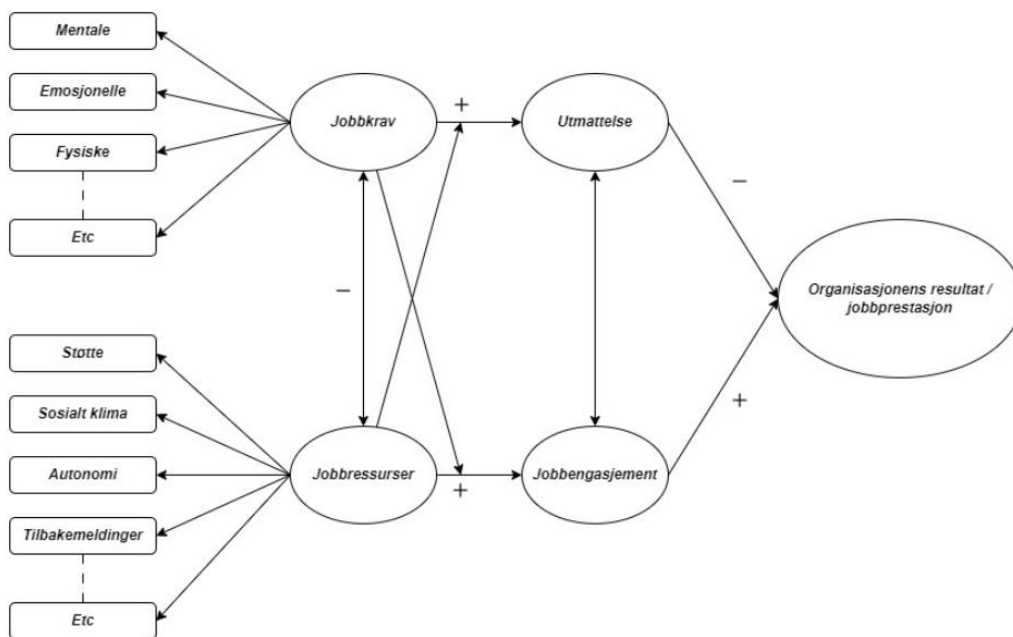 Mentale
Emosjonelle
Fysiske
Etc
Støtte
Sosialt klima
Autonomi
Tilbakemeldinger
Etc
Jobbkrav
+
Utmattelse
−
−
Organisasjonens resultat /
jobbprestasjon
Jobbressurser
+
Jobbengasjement
+